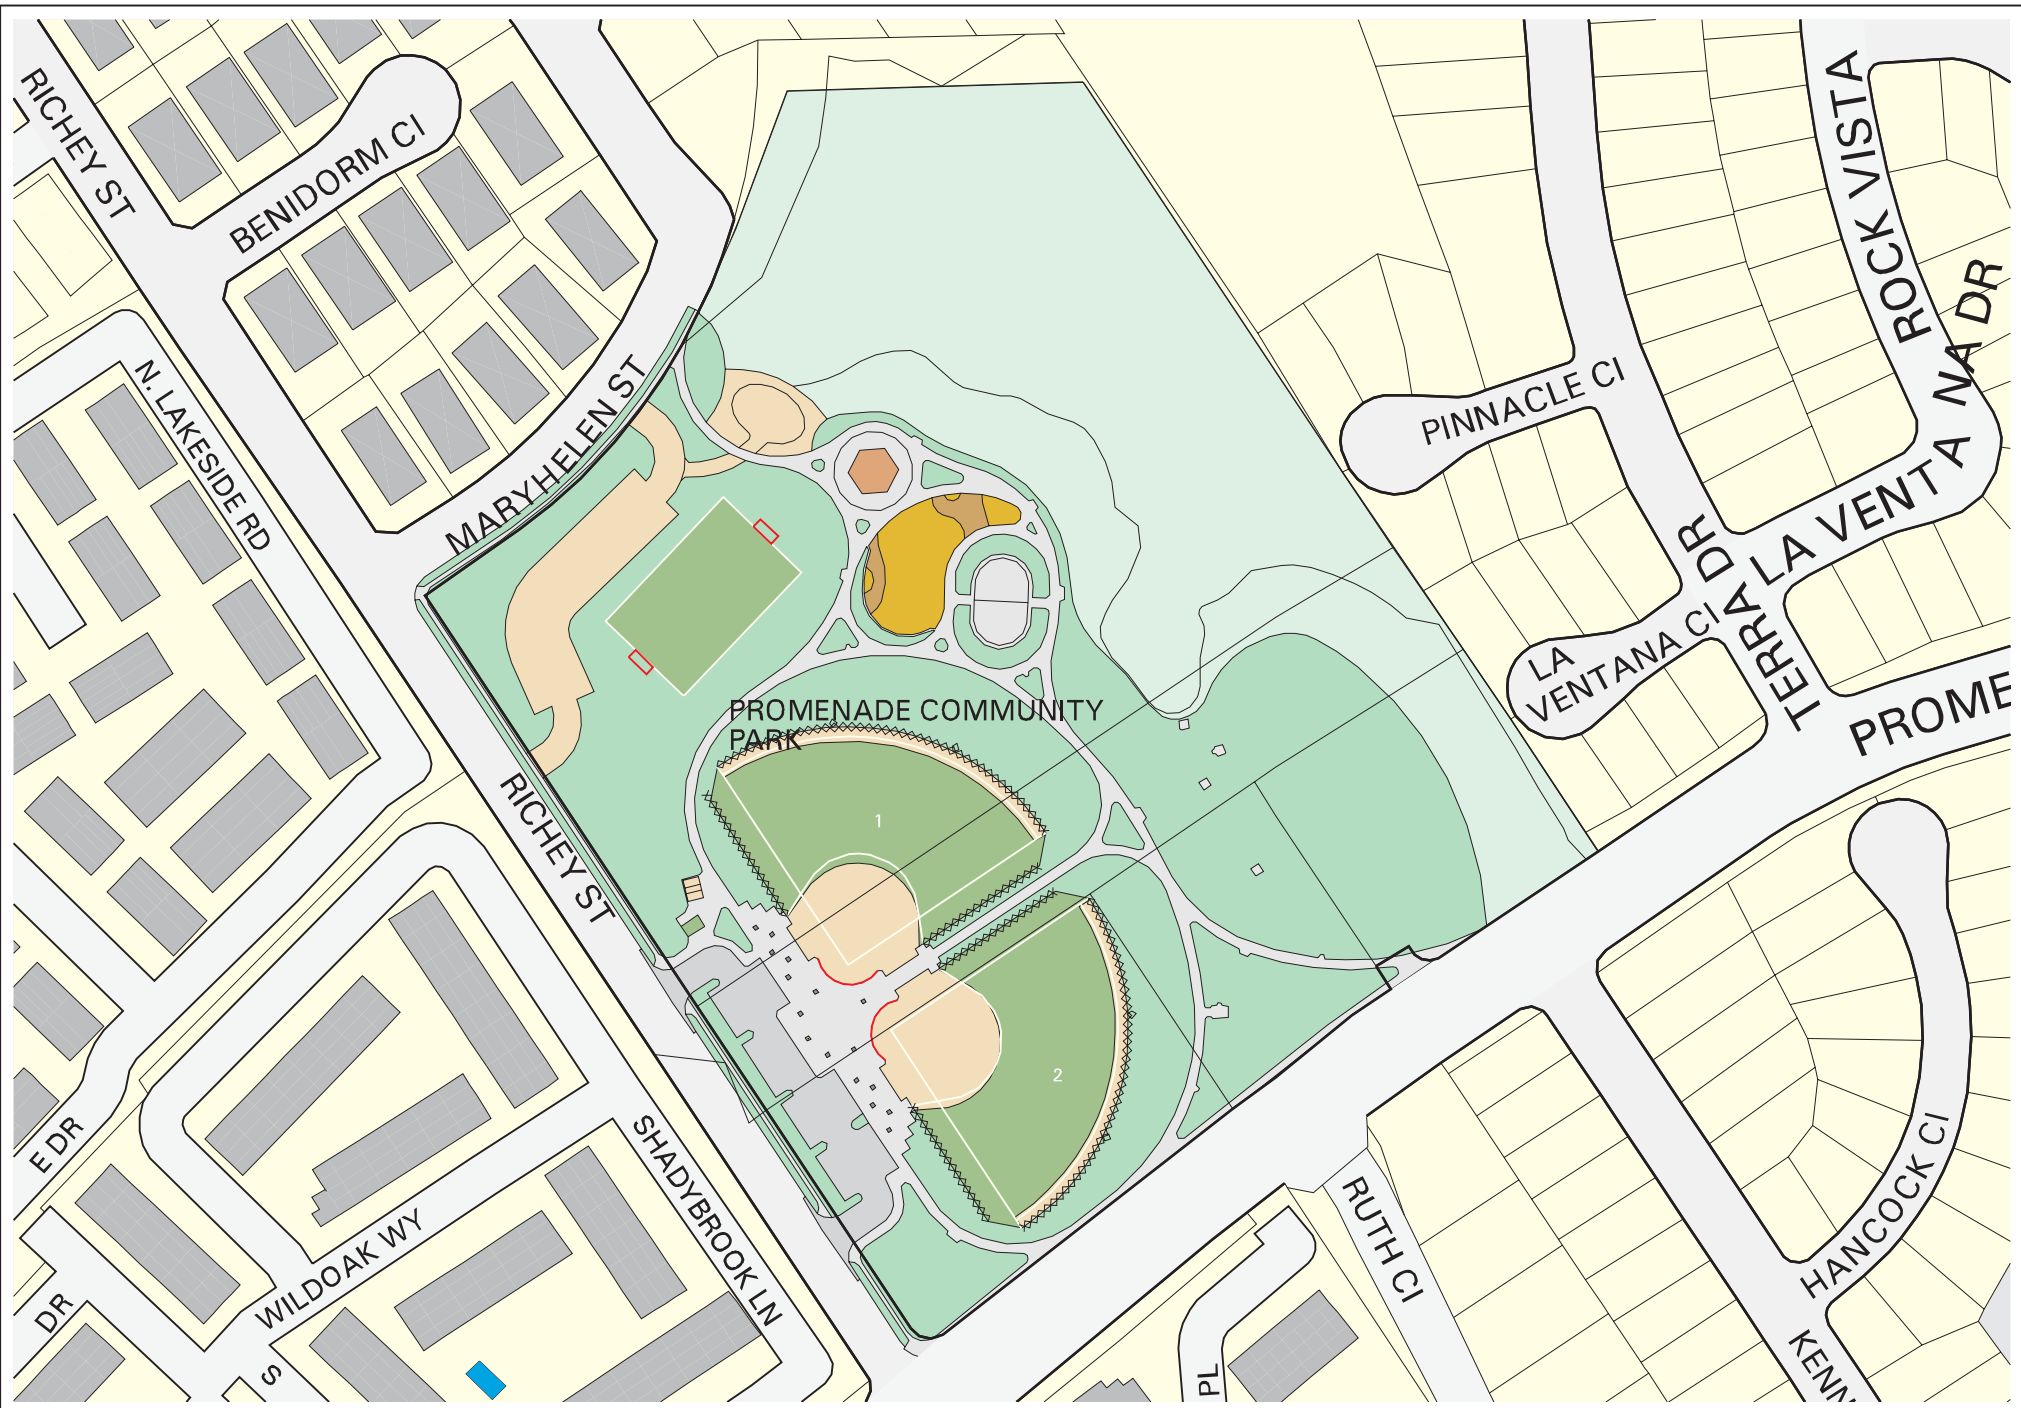 RICHEY ST
BENIDORM CI
ROCK VISTA
N. LAKESIDE RD
MARYHELEN ST
PINNACLE CI
LA VENTANA DR
TERRA DR
LA
VENTANA CI
PROMENADE COMMUNITY
PARK
PROME
1
RICHEY ST
2
E DR
WILDOAK WY
SHADYBROOK LN
RUTH CI
HANCOCK CI
DR
S
PL
KENN